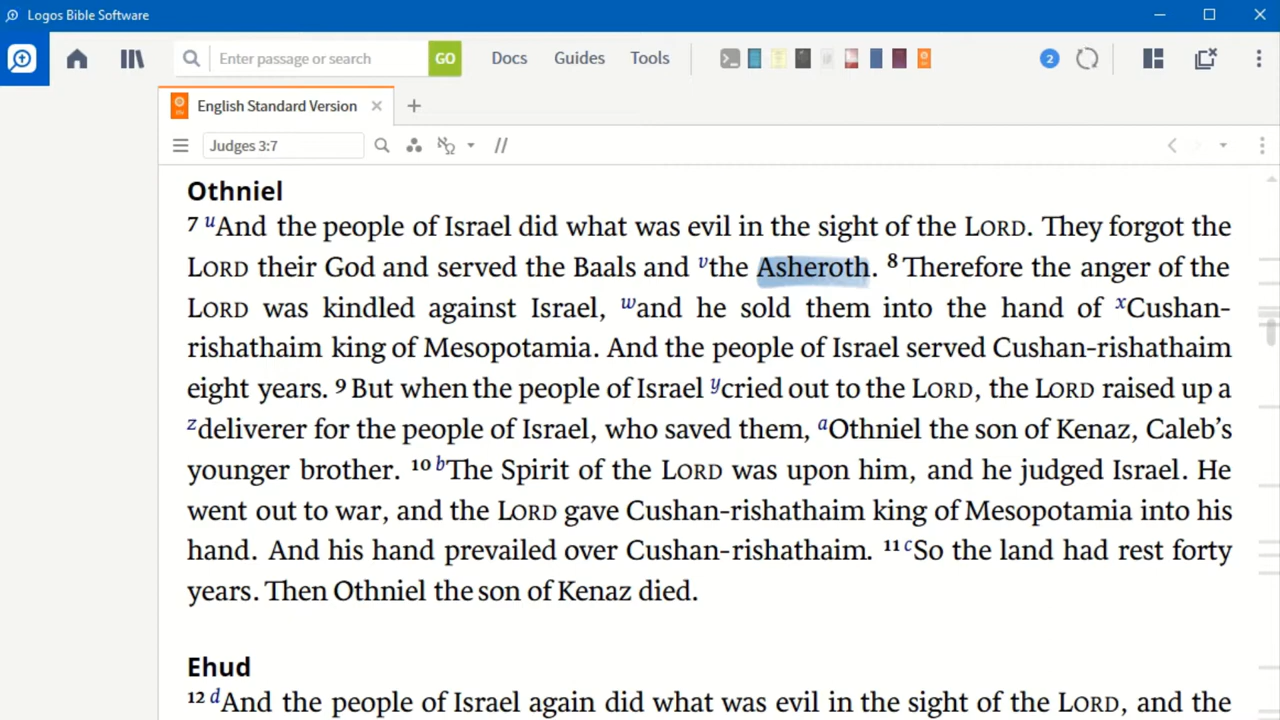 Logos Bible Software
Enter passage or search GO Docs Guides Tools 2
English Standard Version
Judges 3:7
Othniel
7 uAnd the people of Israel did what was evil in the sight of the LORD. They forgot the
LORD their God and served the Baals and vthe Asheroth. 8 Therefore the anger of the
LORD was kindled against Israel, wand he sold them into the hand of xCushan-
rishathaim king of Mesopotamia. And the people of Israel served Cushan-rishathaim
eight years. 9 But when the people of Israel ycried out to the LORD, the LORD raised up a
zdeliverer for the people of Israel, who saved them, aOthniel the son of Kenaz, Caleb’s
younger brother. 10 bThe Spirit of the LORD was upon him, and he judged Israel. He
went out to war, and the LORD gave Cushan-rishathaim king of Mesopotamia into his
hand. And his hand prevailed over Cushan-rishathaim. 11 cSo the land had rest forty
years. Then Othniel the son of Kenaz died.
Ehud
12 dAnd the people of Israel again did what was evil in the sight of the LORD, and the